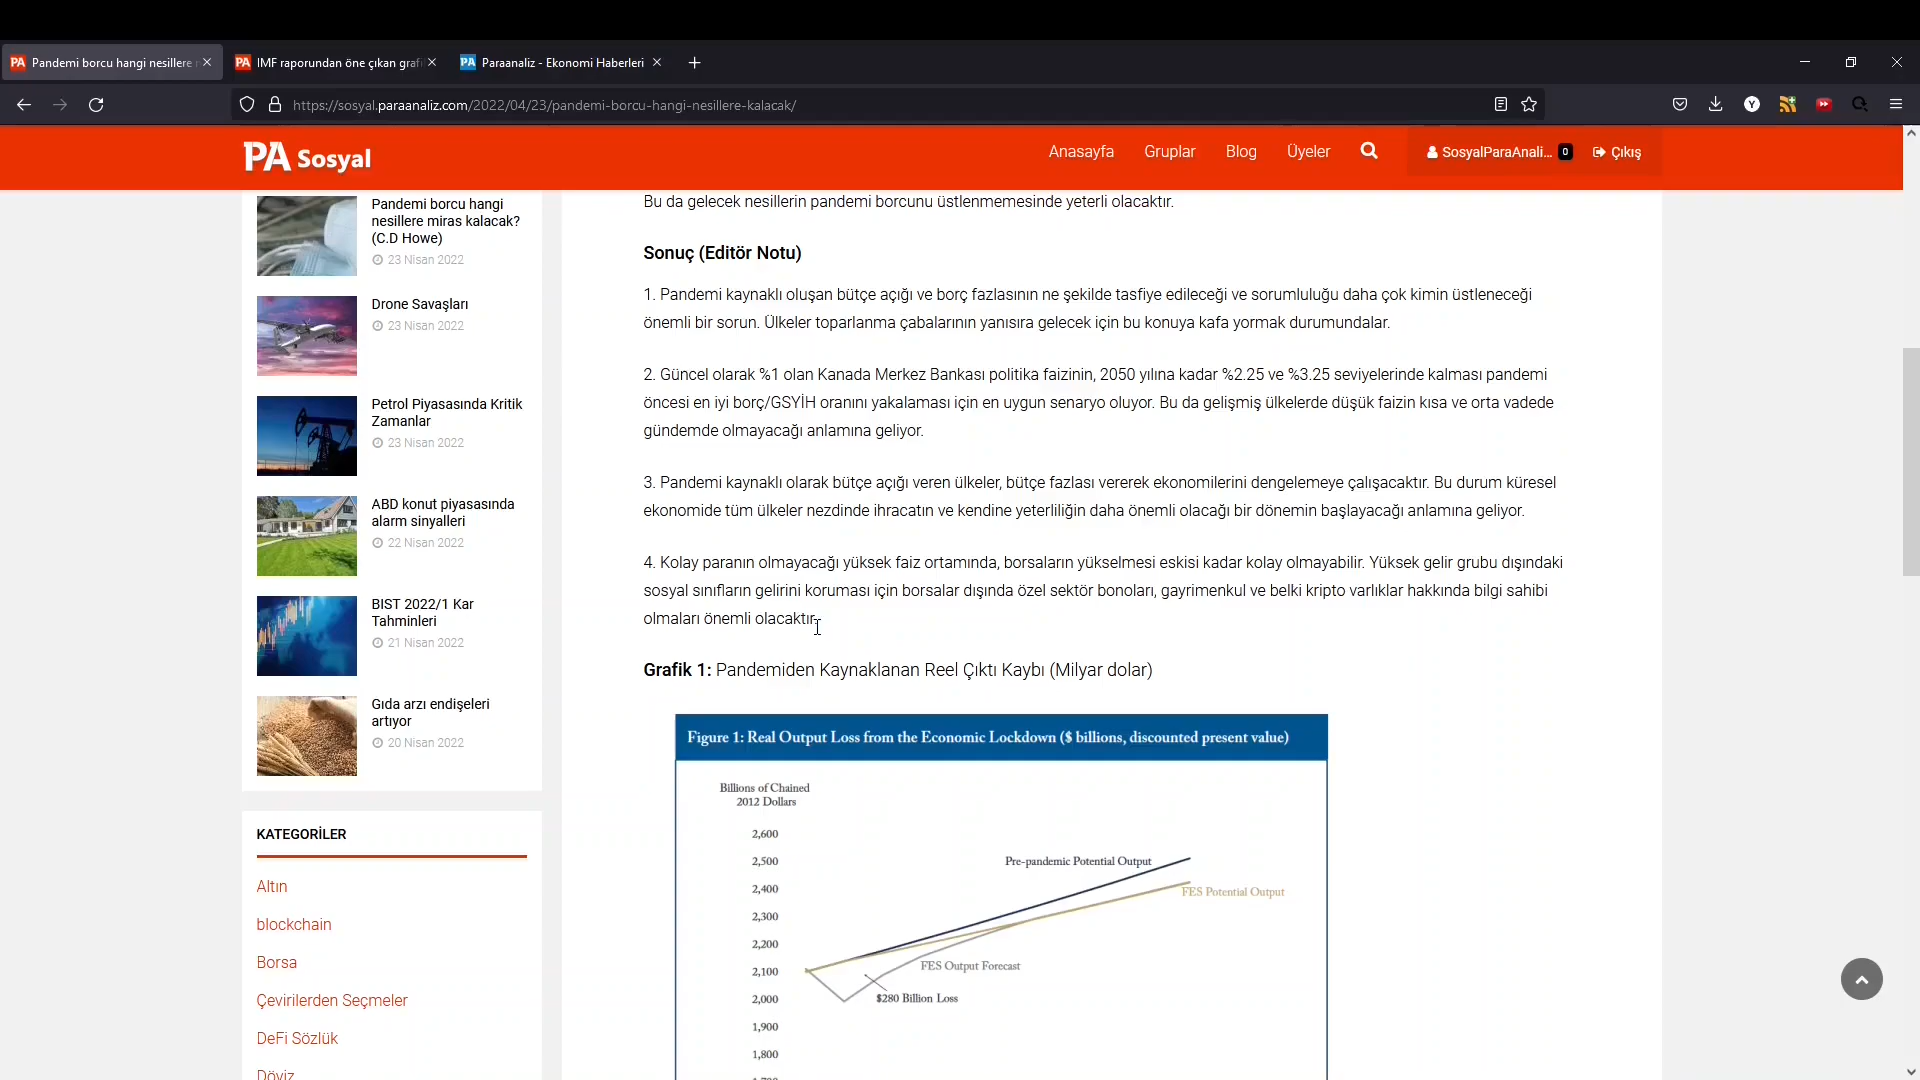 PA Pandemi borcu hangi nesillere
PA IMF raporundan öne çıkan grafi
PA Paraanaliz - Ekonomi Haberleri
https://sosyal.paraanaliz.com/2022/04/23/pandemi-borcu-hangi-nesillere-kalacak/
Y
PA Sosyal
Anasayfa
Gruplar
Blog
Üyeler
SosyalParaAnali... 0
Çıkış
Pandemi borcu hangi
nesillere miras kalacak?
(C.D Howe)
23 Nisan 2022
Drone Savaşları
23 Nisan 2022
Petrol Piyasasında Kritik
Zamanlar
23 Nisan 2022
ABD konut piyasasında
alarm sinyalleri
22 Nisan 2022
BIST 2022/1 Kar
Tahminleri
21 Nisan 2022
Gıda arzı endişeleri
artıyor
20 Nisan 2022
KATEGORİLER
Altın
blockchain
Borsa
Çevirilerden Seçmeler
DeFi Sözlük
Döviz
Bu da gelecek nesillerin pandemi borcunu üstlenmemesinde yeterli olacaktır.
Sonuç (Editör Notu)
1. Pandemi kaynaklı oluşan bütçe açığı ve borç fazlasının ne şekilde tasfiye edileceği ve sorumluluğu daha çok kimin üstleneceği
önemli bir sorun. Ülkeler toparlanma çabalarının yanısıra gelecek için bu konuya kafa yormak durumundalar.
2. Güncel olarak %1 olan Kanada Merkez Bankası politika faizinin, 2050 yılına kadar %2.25 ve %3.25 seviyelerinde kalması pandemi
öncesi en iyi borç/GSYİH oranını yakalaması için en uygun senaryo oluyor. Bu da gelişmiş ülkelerde düşük faizin kısa ve orta vadede
gündemde olmayacağı anlamına geliyor.
3. Pandemi kaynaklı olarak bütçe açığı veren ülkeler, bütçe fazlası vererek ekonomilerini dengelemeye çalışacaktır. Bu durum küresel
ekonomide tüm ülkeler nezdinde ihracatın ve kendine yeterliliğin daha önemli olacağı bir dönemin başlayacağı anlamına geliyor.
4. Kolay paranın olmayacağı yüksek faiz ortamında, borsaların yükselmesi eskisi kadar kolay olmayabilir. Yüksek gelir grubu dışındaki
sosyal sınıfların gelirini koruması için borsalar dışında özel sektör bonoları, gayrimenkul ve belki kripto varlıklar hakkında bilgi sahibi
olmaları önemli olacaktır.
Grafik 1: Pandemiden Kaynaklanan Reel Çıktı Kaybı (Milyar dolar)
Figure 1: Real Output Loss from the Economic Lockdown ($ billions, discounted present value)
Billions of Chained
2012 Dollars
2,600
2,500
2,400
2,300
2,200
2,100
2,000
1,900
1,800
Pre-pandemic Potential Output
FES Potential Output
FES Output Forecast
$280 Billion Loss